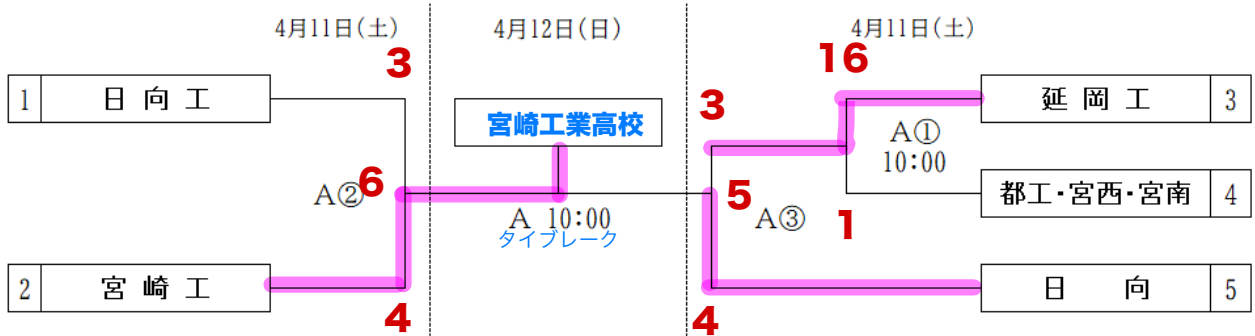 4月11日(土)
4月12日(日)
4月11日(土)
3
16
1 日向工
宮崎工業高校
3
延岡工 3
A①
10:00
A② 6
5
A③
1
都工・宮西・宮南 4
A 10:00
タイブレーク
2 宮崎工
日向 5
4
4